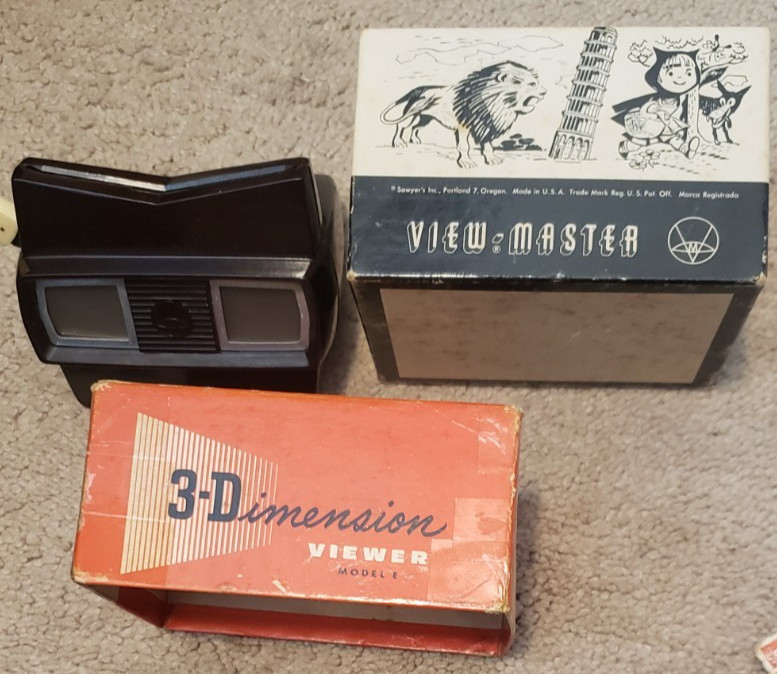 ® Sawyer's Inc., Portland 7, Oregon. Made in U.S.A. Trade Mark Reg. U.S. Pat. Off. Marca Registrada
VIEW-MASTER ®
VM
3-Dimension
VIEWER
MODEL E